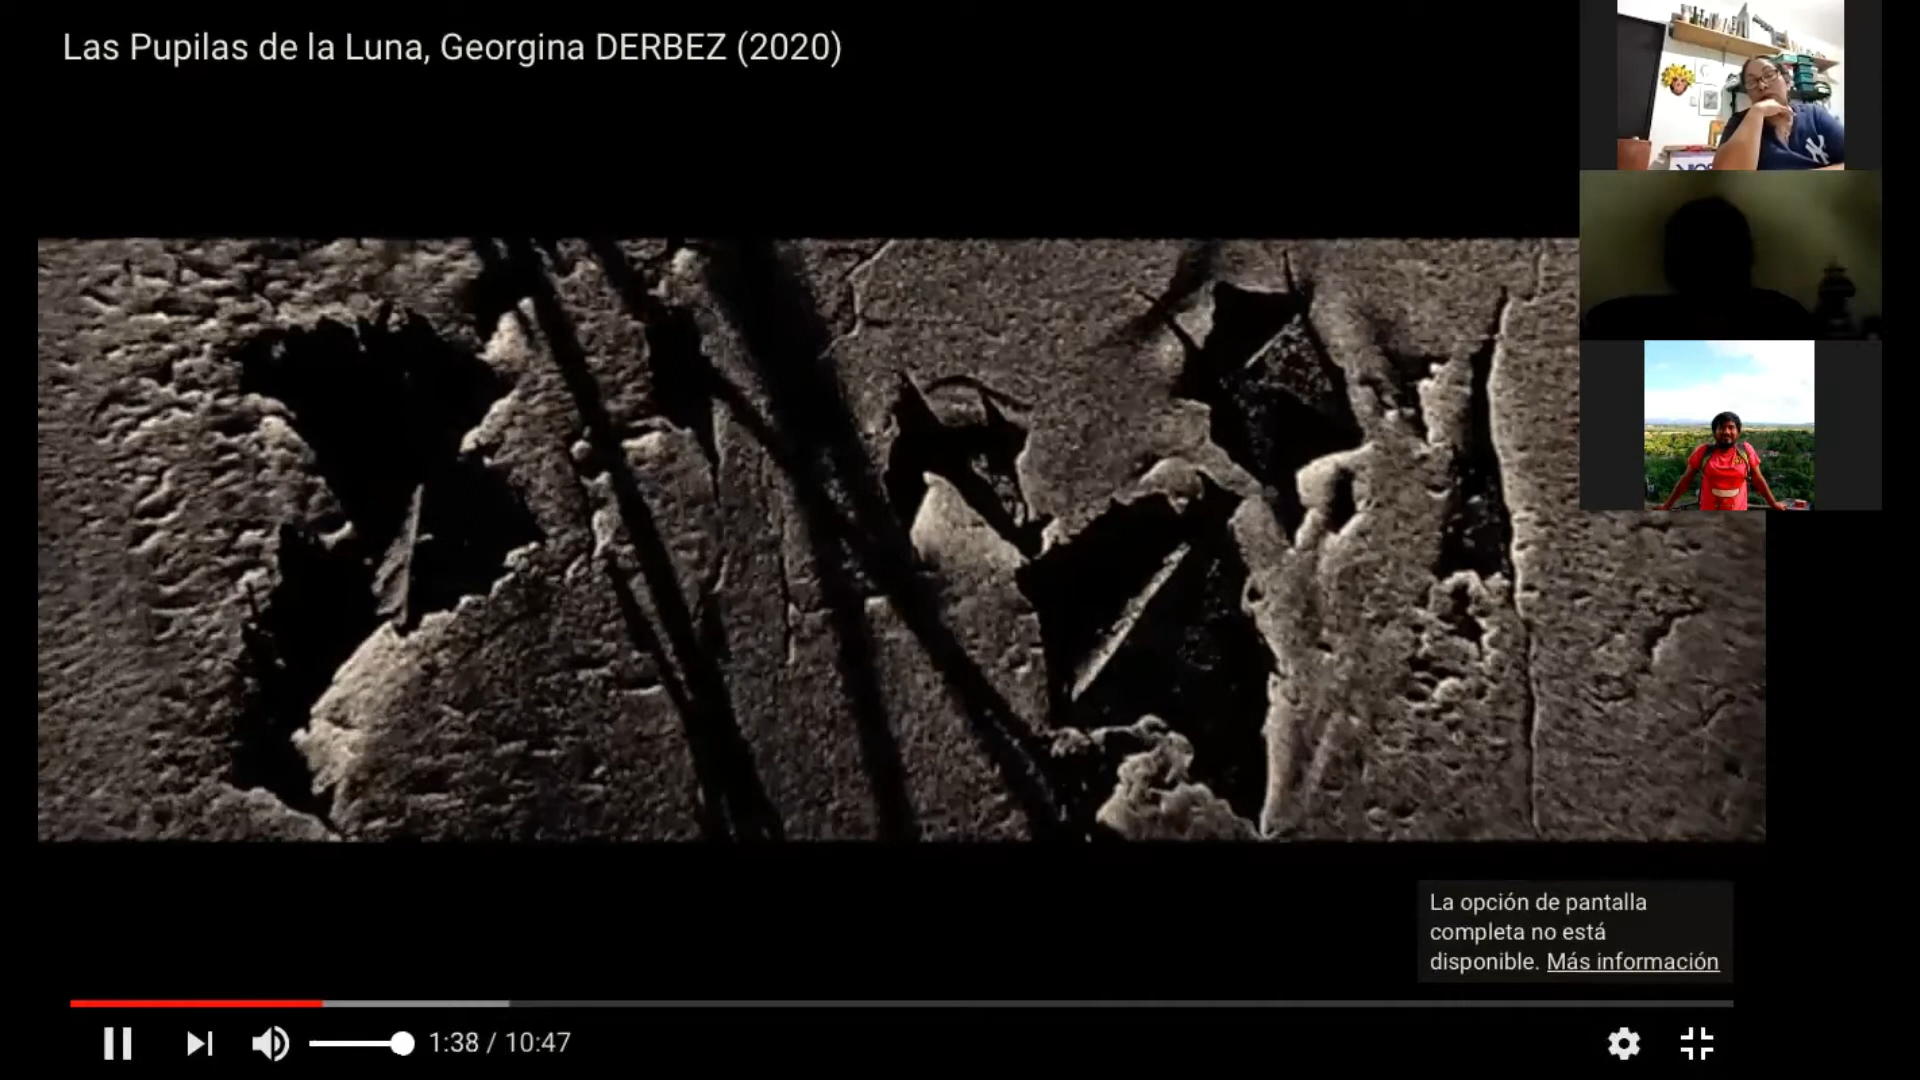 Las Pupilas de la Luna, Georgina DERBEZ (2020)
La opción de pantalla
completa no está
disponible. Más información
1:38 / 10:47